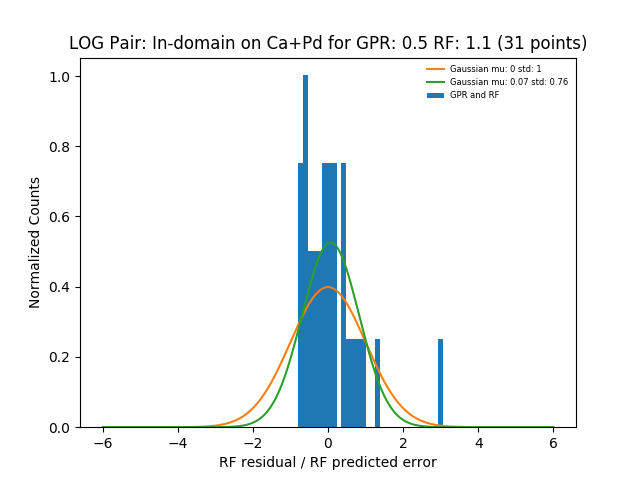 LOG Pair: In-domain on Ca+Pd for GPR: 0.5 RF: 1.1 (31 points)
Gaussian mu: 0 std: 1
Gaussian mu: 0.07 std: 0.76
GPR and RF
Normalized Counts
1.0
0.8
0.6
0.4
0.2
0.0
−6 −4 −2 0 2 4 6
RF residual / RF predicted error